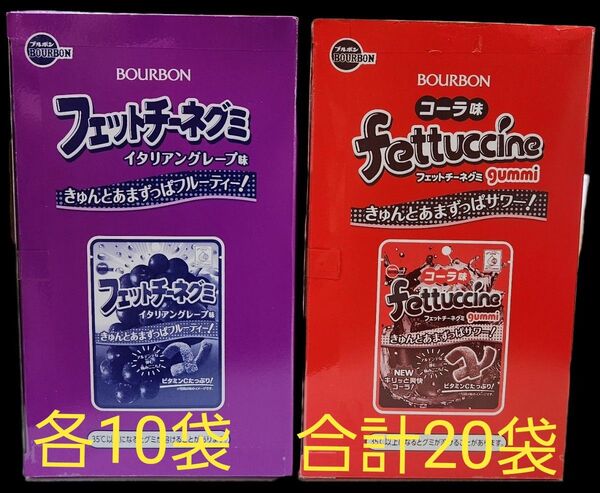 ブルボン
BOURBON
BOURBON
フェットチーネグミ
イタリアングレープ味
きゅんとあまずっぱフルーティー!
フェットチーネグミ
イタリアングレープ味
きゅんとあまずっぱフルーティー!
ビタミンCたっぷり!
各10袋
ブルボン
BOURBON
BOURBON
コーラ味
fettuccine
フェットチーネグミ gummi
きゅんとあまずっぱサワー!
コーラ味
fettuccine
フェットチーネグミ gummi
きゅんとあまずっぱサワー!
NEW
キリッと爽快
コーラ!
ビタミンCたっぷり!
合計20袋